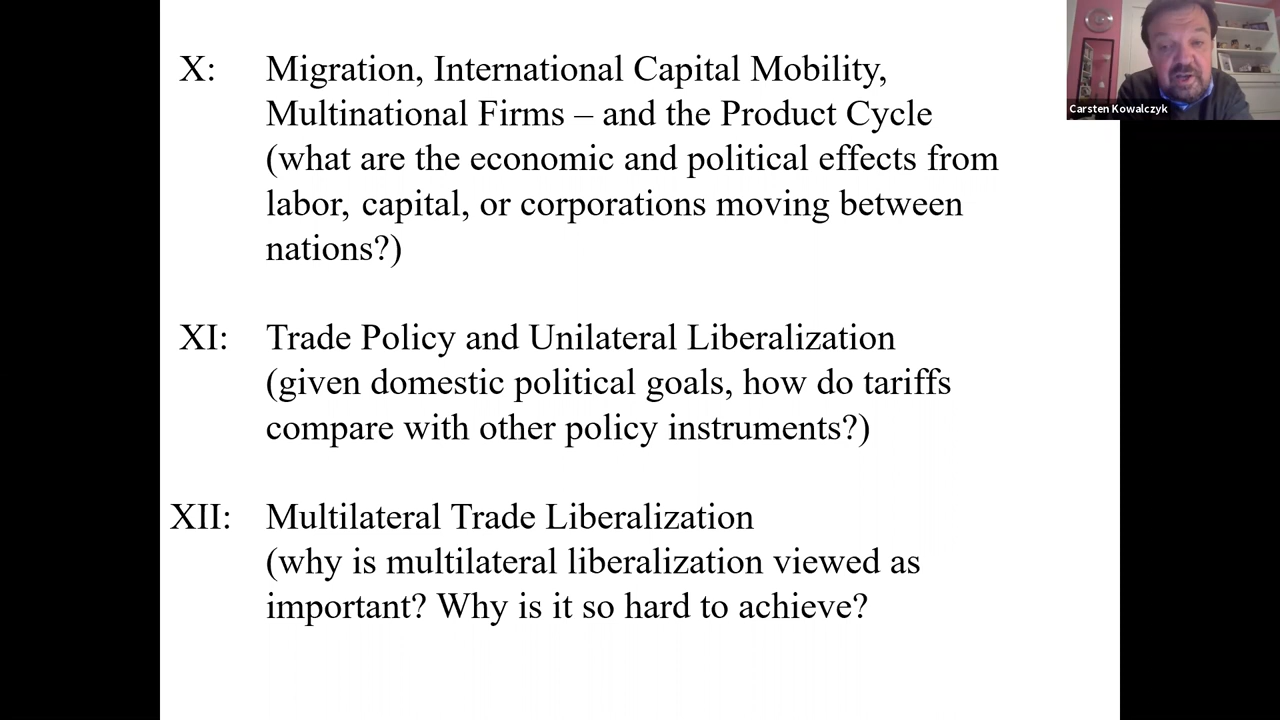 X: Migration, International Capital Mobility,
Multinational Firms – and the Product Cycle
(what are the economic and political effects from
labor, capital, or corporations moving between
nations?)
XI: Trade Policy and Unilateral Liberalization
(given domestic political goals, how do tariffs
compare with other policy instruments?)
XII: Multilateral Trade Liberalization
(why is multilateral liberalization viewed as
important? Why is it so hard to achieve?
Carsten Kowalczyk